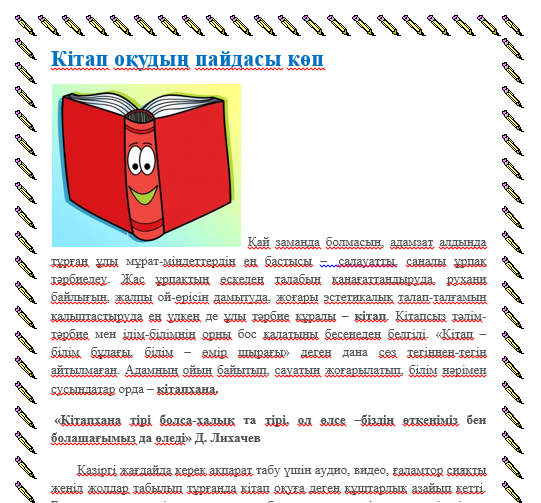 Кітап оқудың пайдасы көп
Қай заманда болмасын, адамзат алдында
тұрған ұлы мұрат-міндеттердің ең бастысы – салауатты, саналы ұрпақ
тәрбиелеу. Жас ұрпақтың өскелең талабын қанағаттандыруда, рухани
байлығын, жалпы ой-өрісін дамытуда, жоғары эстетикалық талап-талғамын
қалыптастыруда ең үлкен де ұлы тәрбие құралы – кітап. Кітапсыз тәлім-
тәрбие мен ілім-білімнің орны бос қалатыны бесенеден белгілі. «Кітап –
білім бұлағы, білім – өмір шырағы» деген дана сөз тегіннен-тегін
айтылмаған. Адамның ойын байытып, сауатын жоғарылатып, білім нәрімен
сусындатар орда – кітапхана.
«Кітапхана тірі болса-халық та тірі, ол өлсе –біздің өткеніміз бен
болашағымыз да өледі» Д. Лихачев
Қазіргі жағдайда керек ақпарат табу үшін аудио, видео, ғаламтор сияқты
жеңіл жолдар табылып тұрғанда кітап оқуға деген құштарлық азайып кетті.